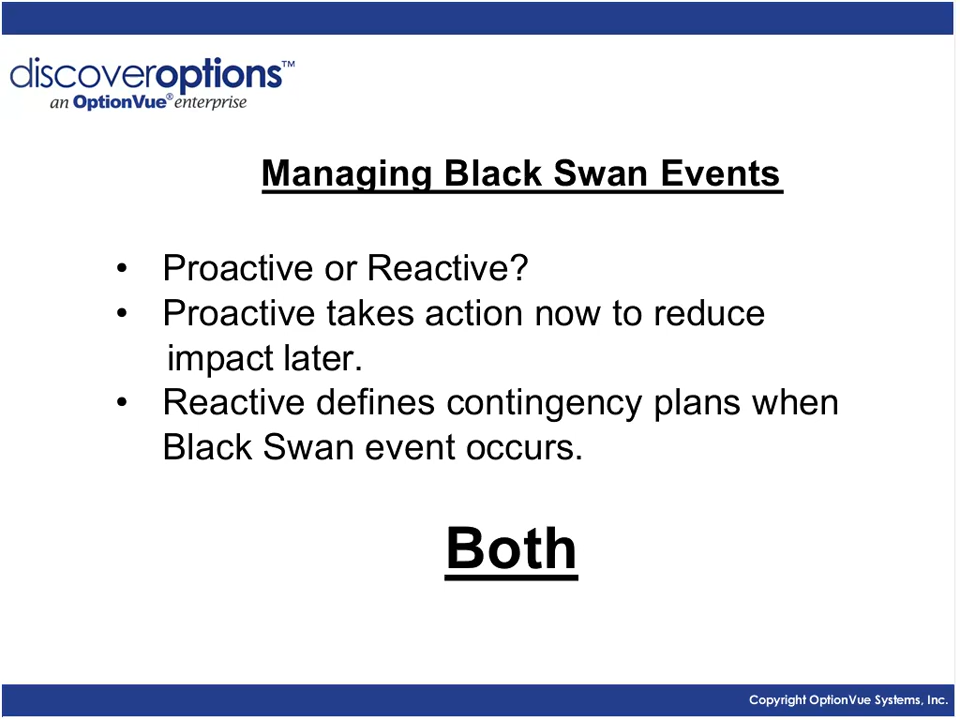 discoveroptions™
an OptionVue® enterprise
Managing Black Swan Events
• Proactive or Reactive?
• Proactive takes action now to reduce
impact later.
• Reactive defines contingency plans when
Black Swan event occurs.
Both
Copyright OptionVue Systems, Inc.